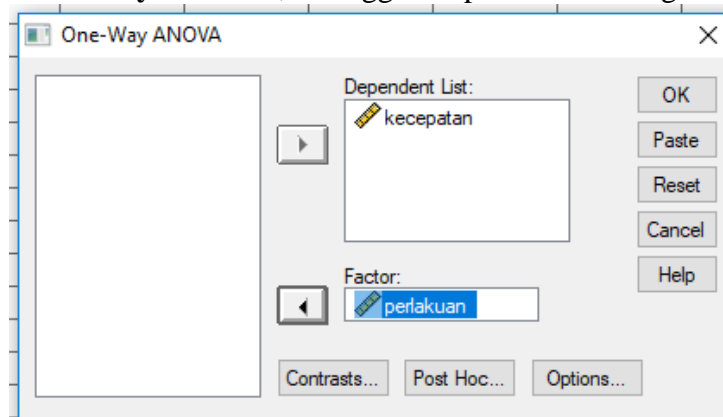 One-Way ANOVA
Dependent List:
kecepatan
Factor:
perlakuan
OK
Paste
Reset
Cancel
Help
Contrasts...
Post Hoc...
Options...